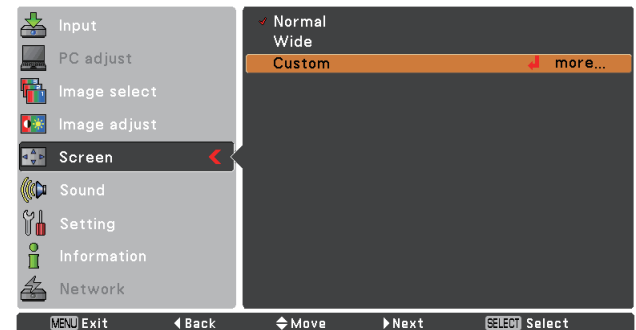 Input
PC adjust
Image select
Image adjust
Screen
Sound
Setting
Information
Network
Normal
Wide
Custom more...
MENU Exit Back Move Next SELECT Select